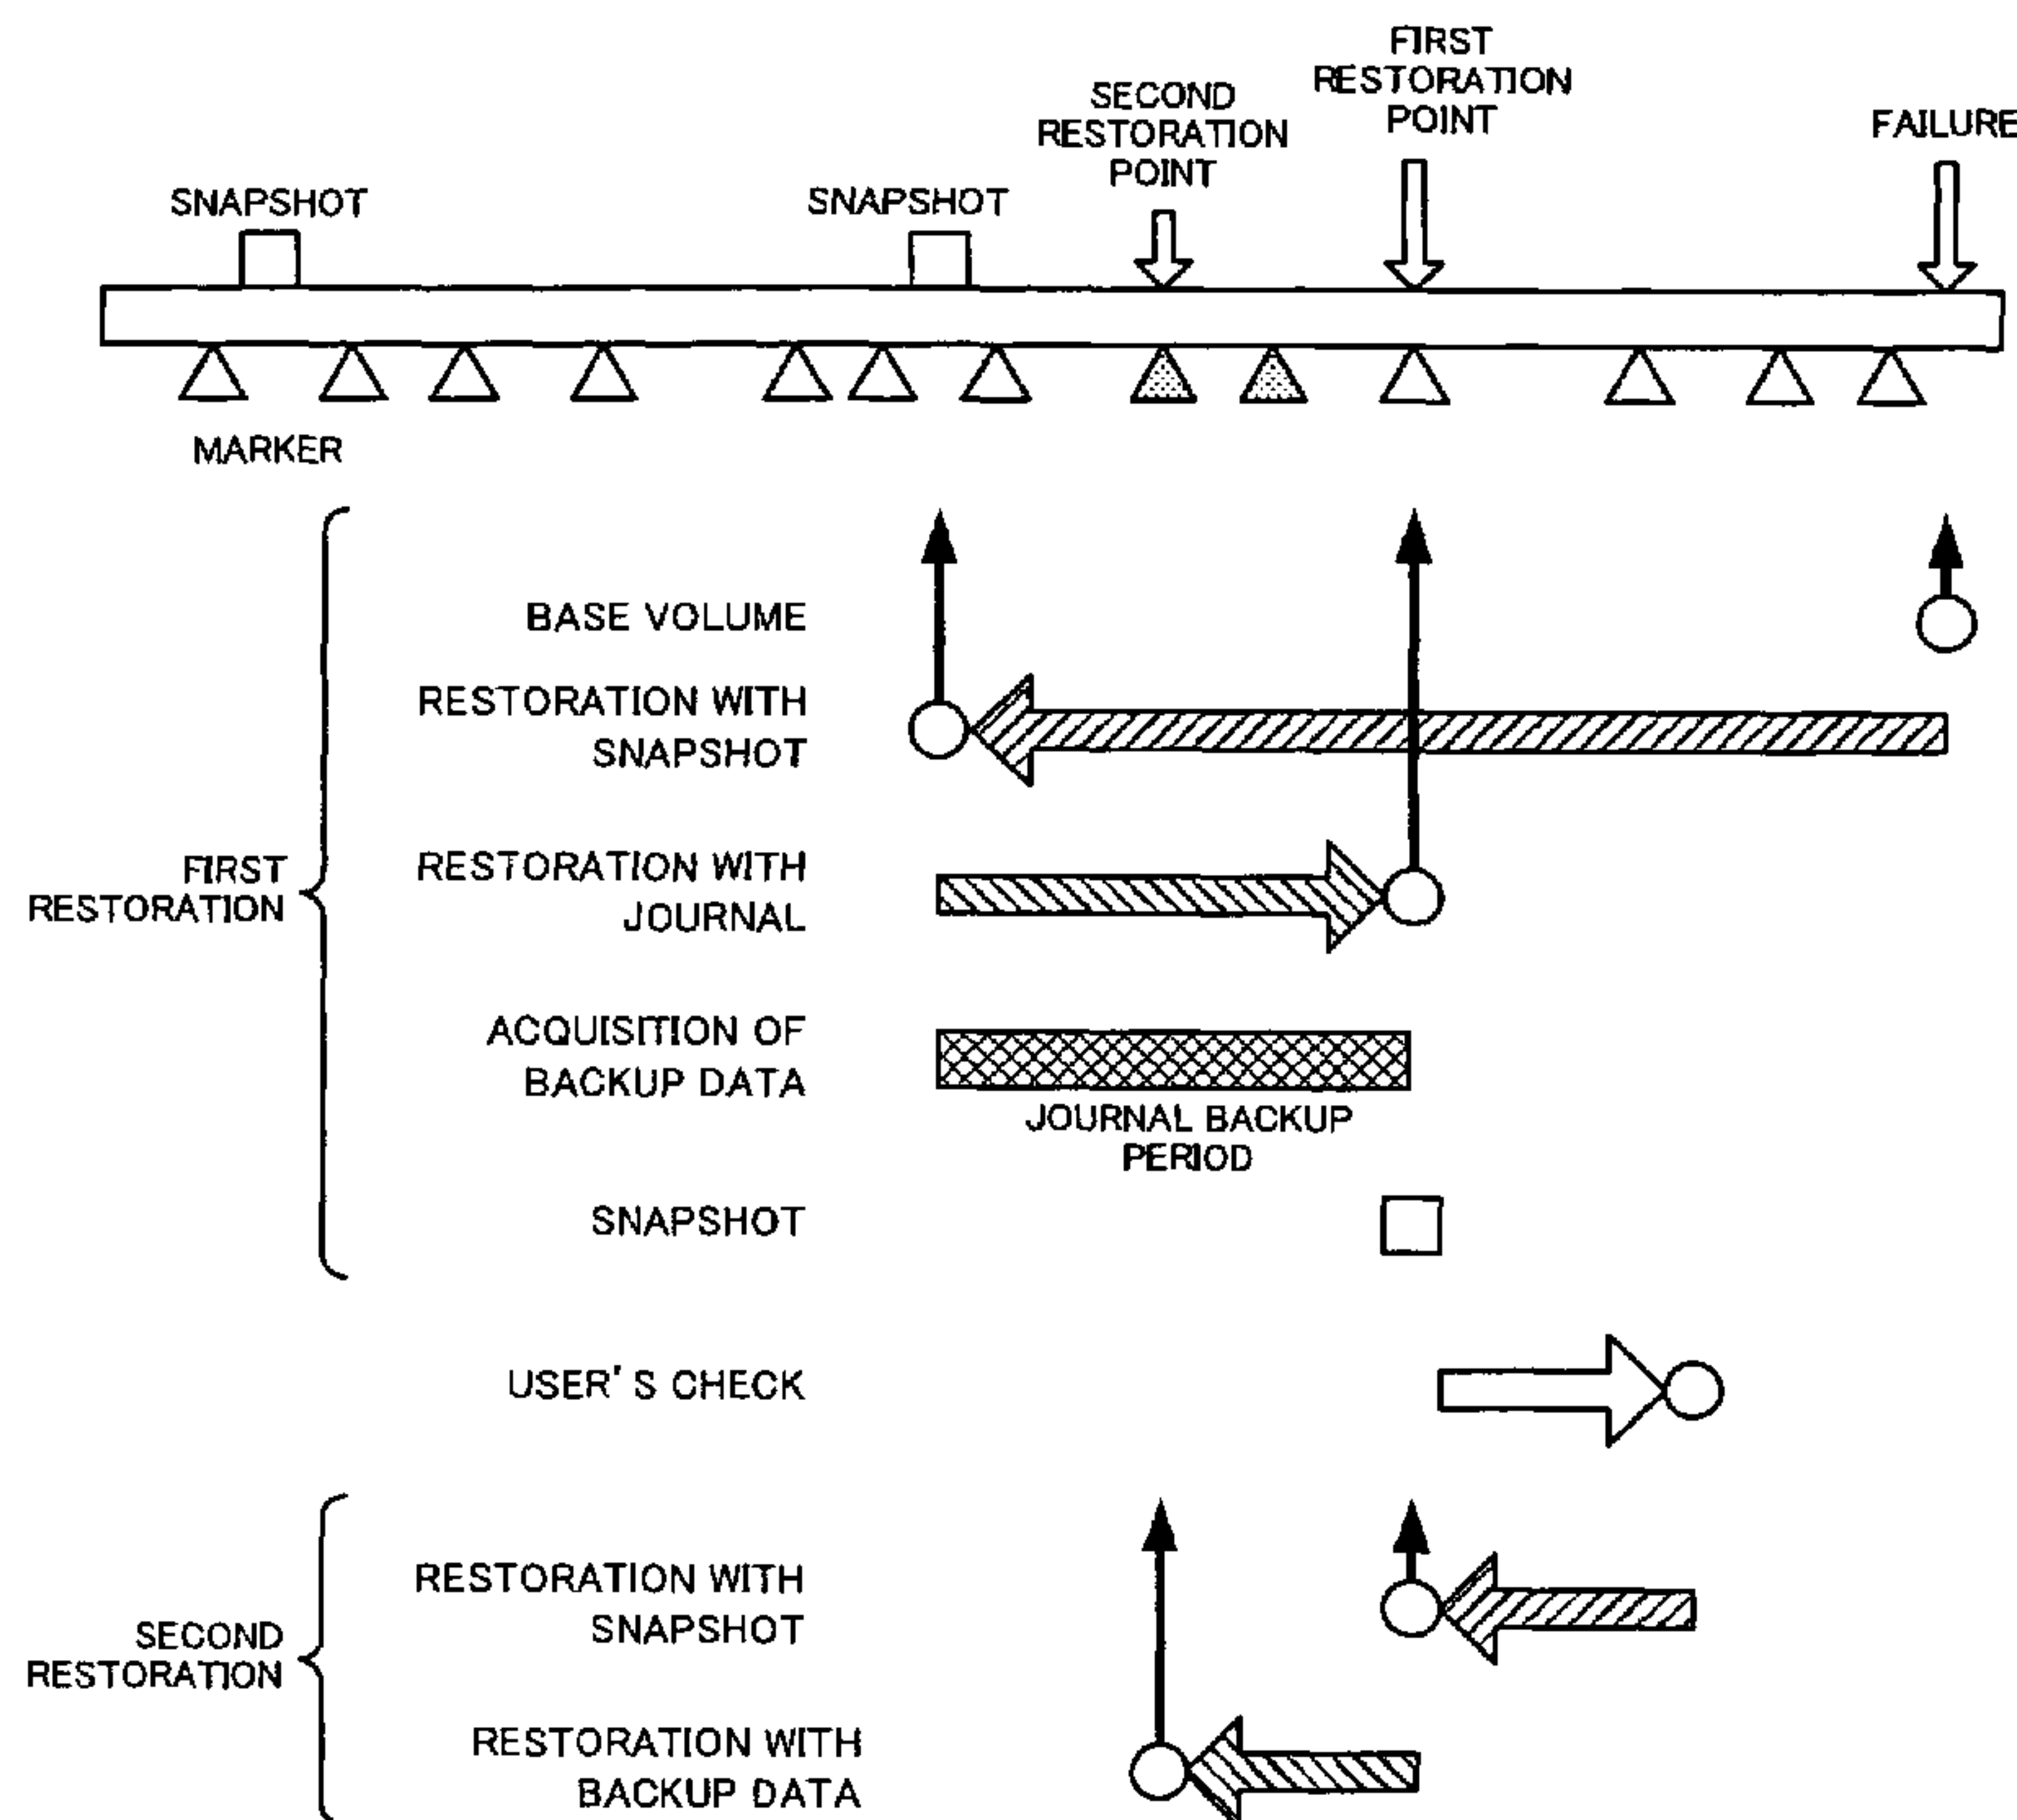 FIRST
RESTORATION
POINT
SECOND
RESTORATION
POINT
FAILURE
SNAPSHOT
SNAPSHOT
MARKER
BASE VOLUME
RESTORATION WITH
SNAPSHOT
FIRST
RESTORATION
RESTORATION WITH
JOURNAL
ACQUISITION OF
BACKUP DATA
JOURNAL BACKUP
PERIOD
SNAPSHOT
USER'S CHECK
SECOND
RESTORATION
RESTORATION WITH
SNAPSHOT
RESTORATION WITH
BACKUP DATA